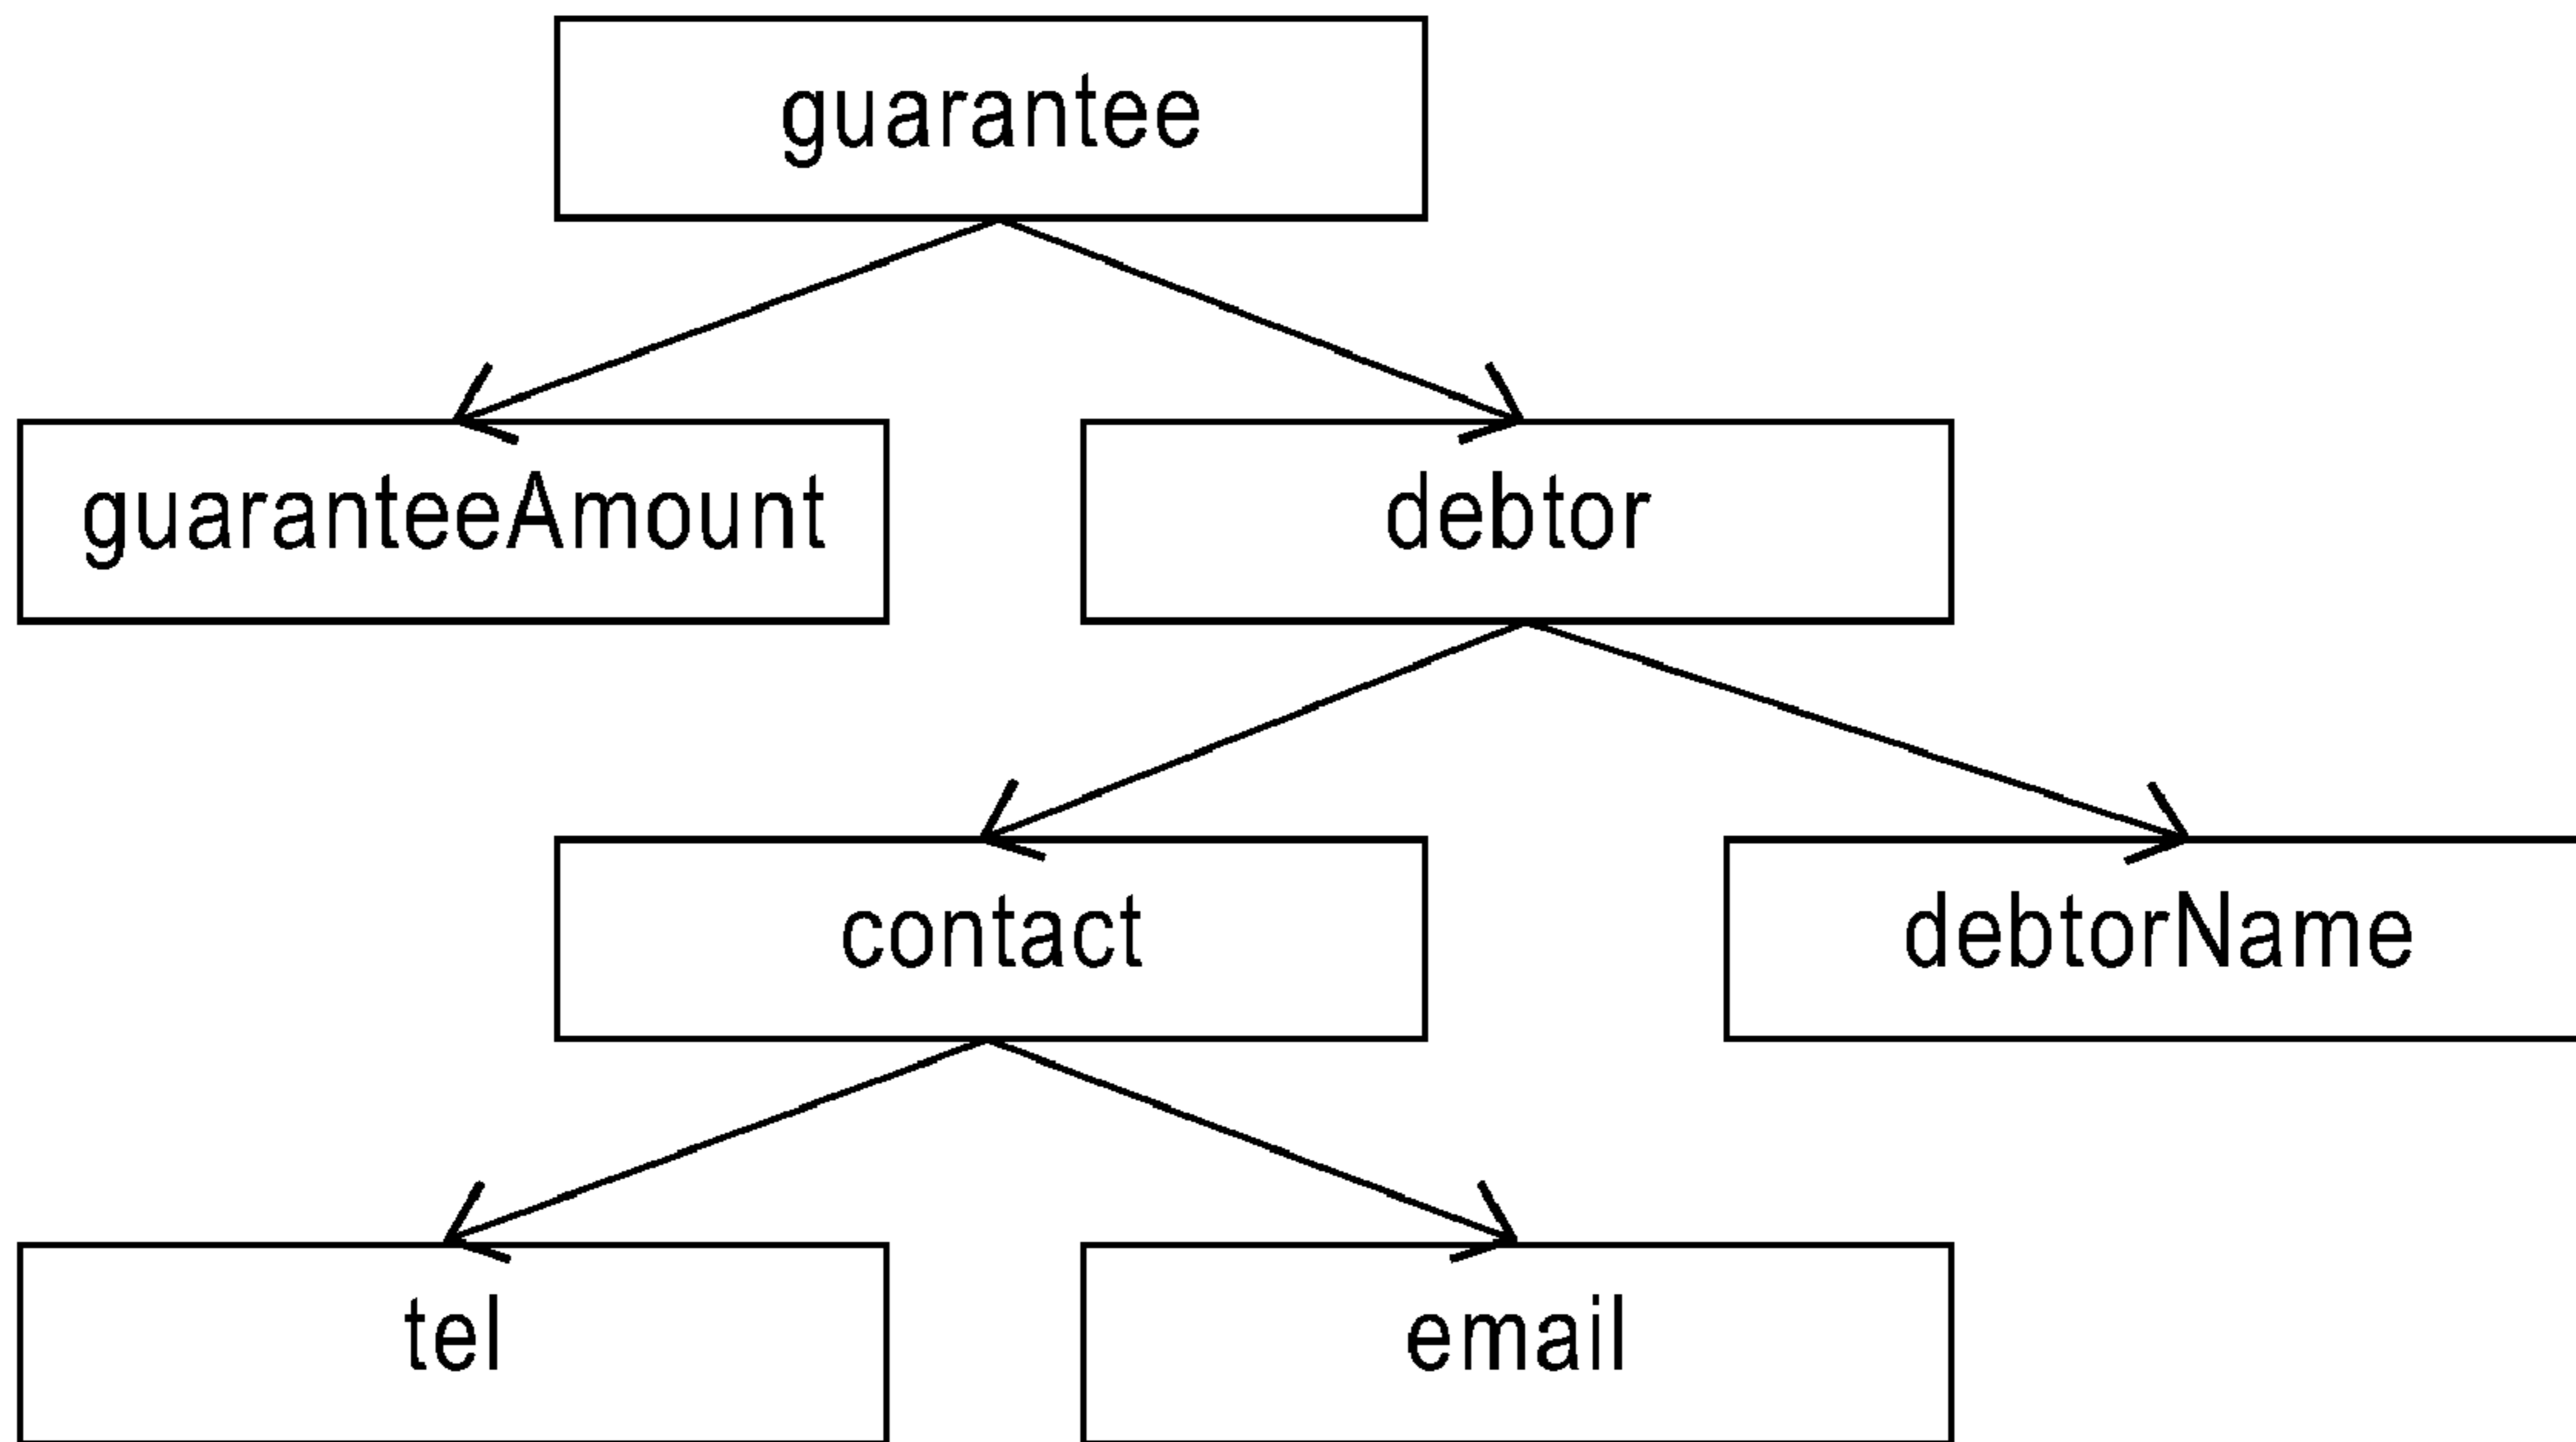 guarantee
guaranteeAmount
debtor
contact
debtorName
tel
email